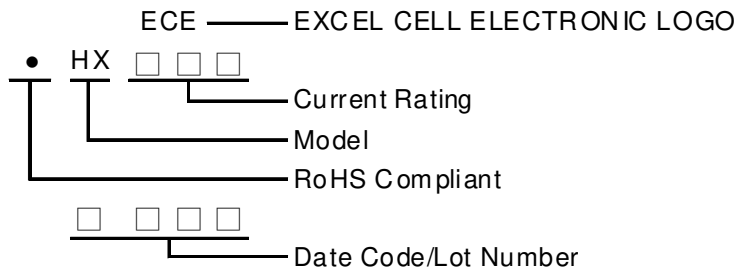 ECE EXCEL CELL ELECTRONIC LOGO
• HX □ □ □
Current Rating
Model
RoHS Compliant
□ □ □ □
Date Code/Lot Number